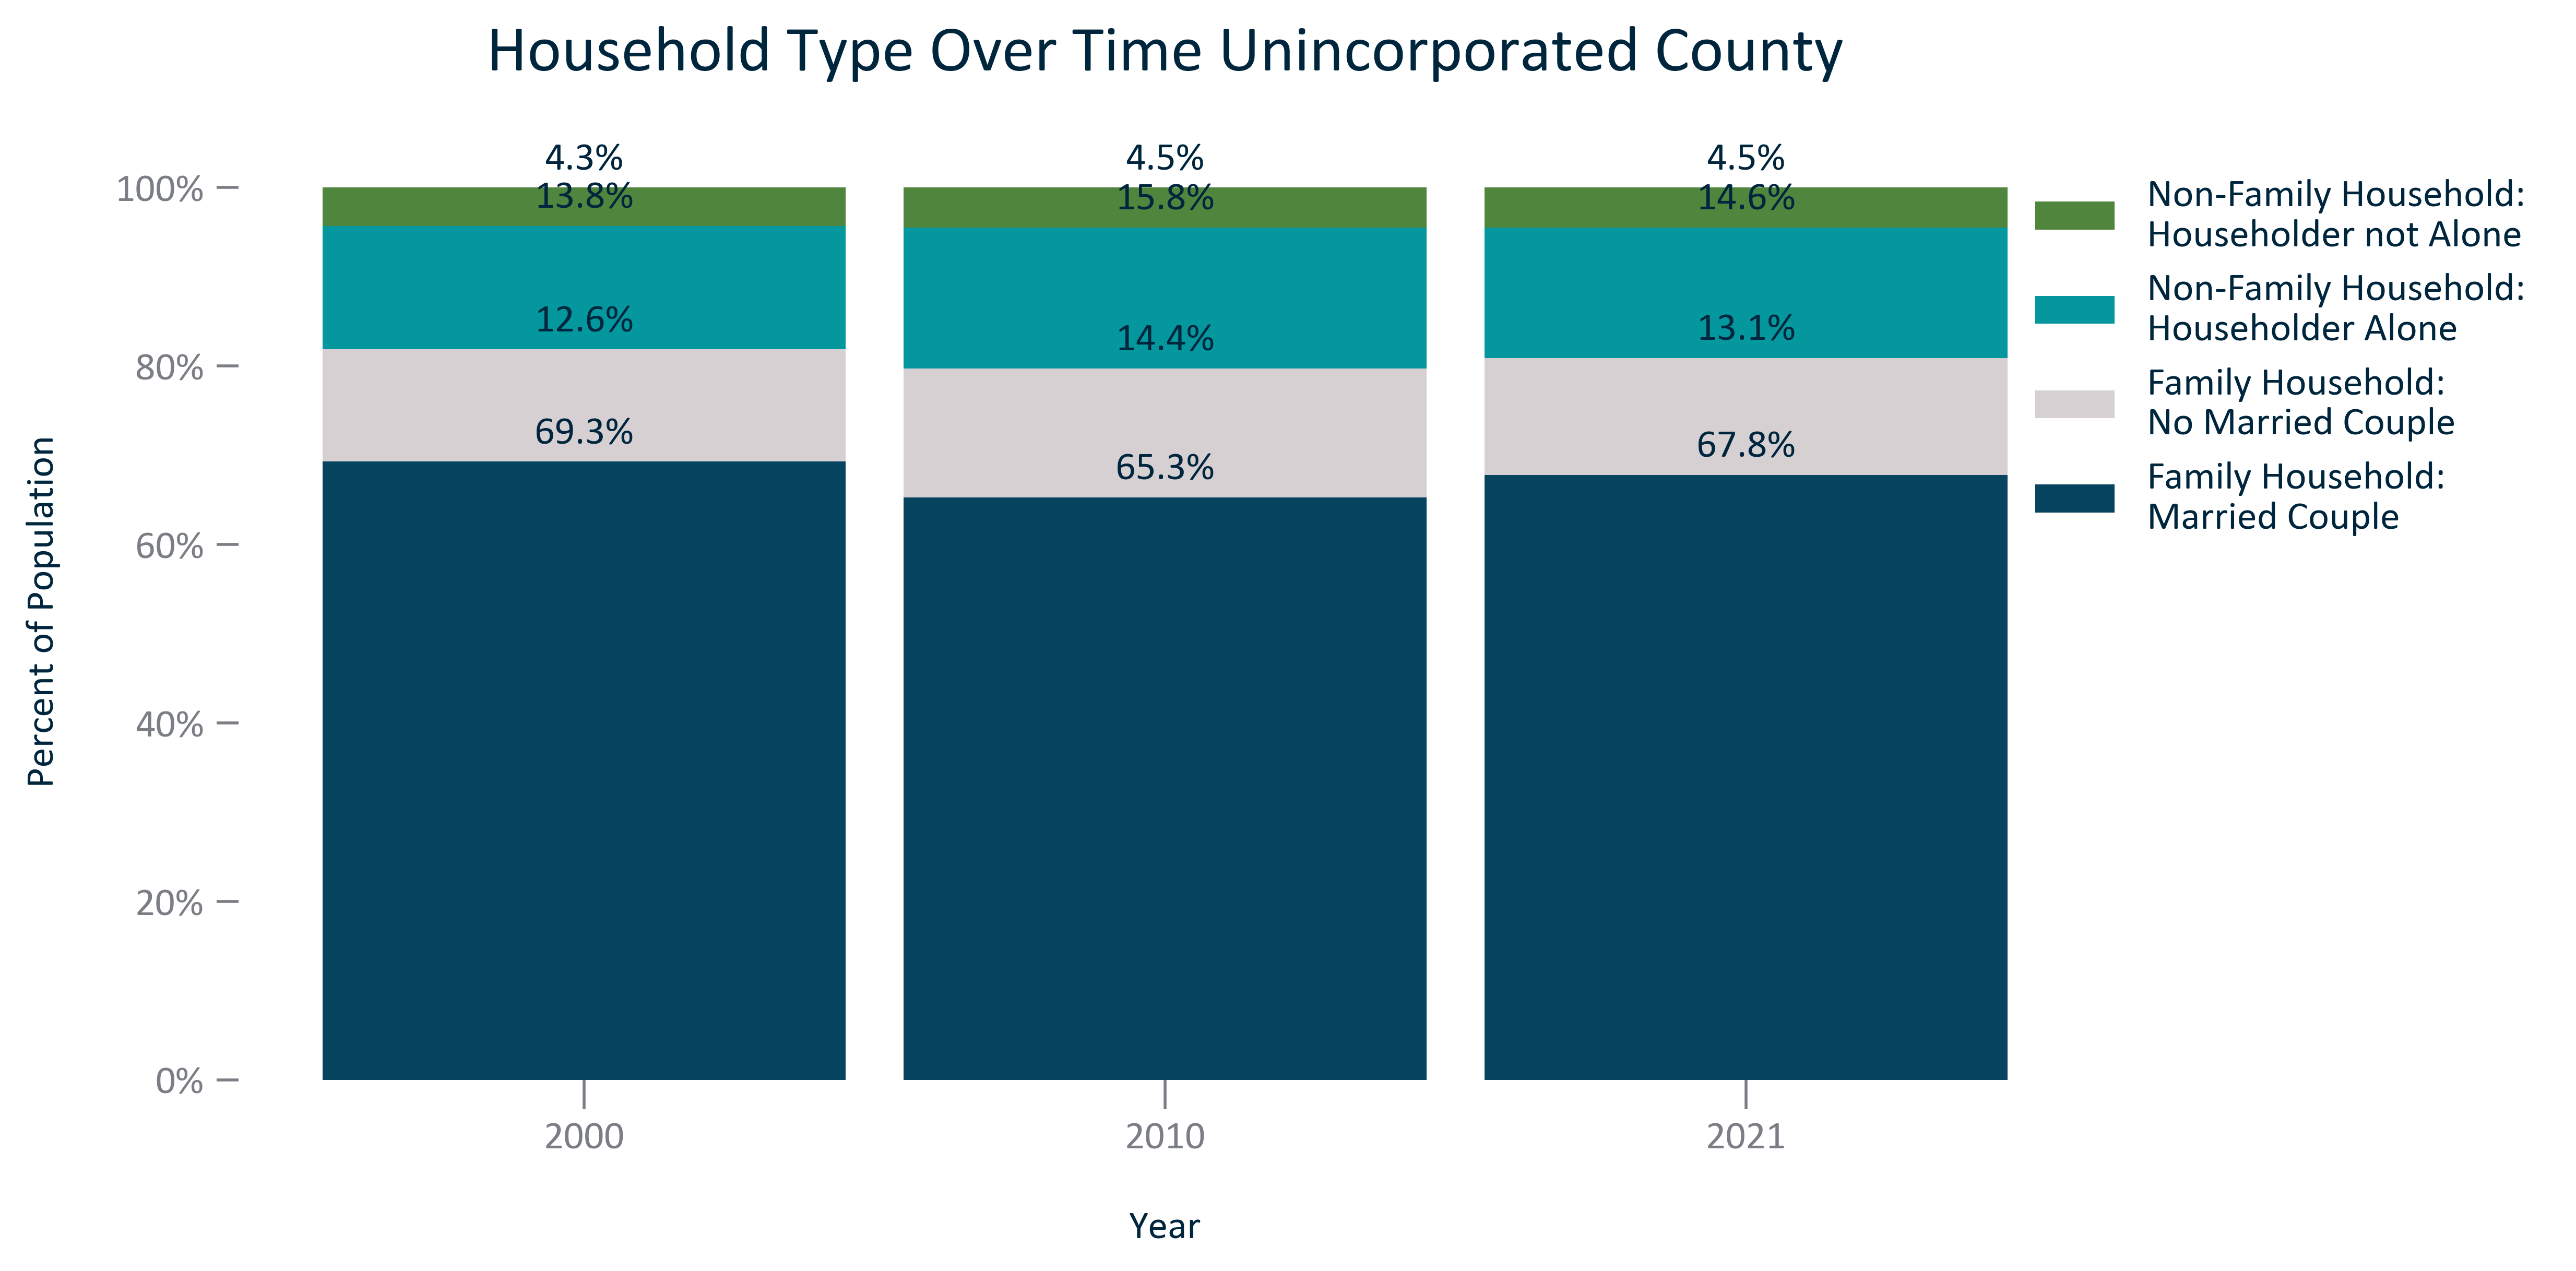 Household Type Over Time Unincorporated County
Percent of Population
100%
80%
60%
40%
20%
0%
4.3%
13.8%
12.6%
69.3%
4.5%
15.8%
14.4%
65.3%
4.5%
14.6%
13.1%
67.8%
2000
2010
2021
Year
Non-Family Household:
Householder not Alone
Non-Family Household:
Householder Alone
Family Household:
No Married Couple
Family Household:
Married Couple